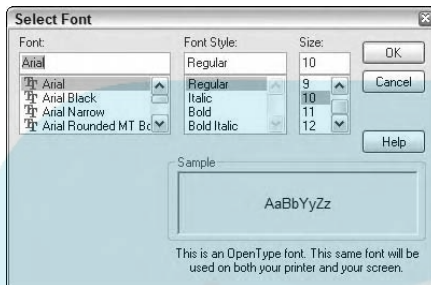 Select Font
Font: Font Style: Size:
Arial Regular 10 OK
Arial Regular 9 Cancel
Arial Black Italic 10
Arial Narrow Bold 11
Arial Rounded MT Bo Bold Italic 12
Help
Sample
AaBbYyZz
This is an OpenType font. This same font will be
used on both your printer and your screen.